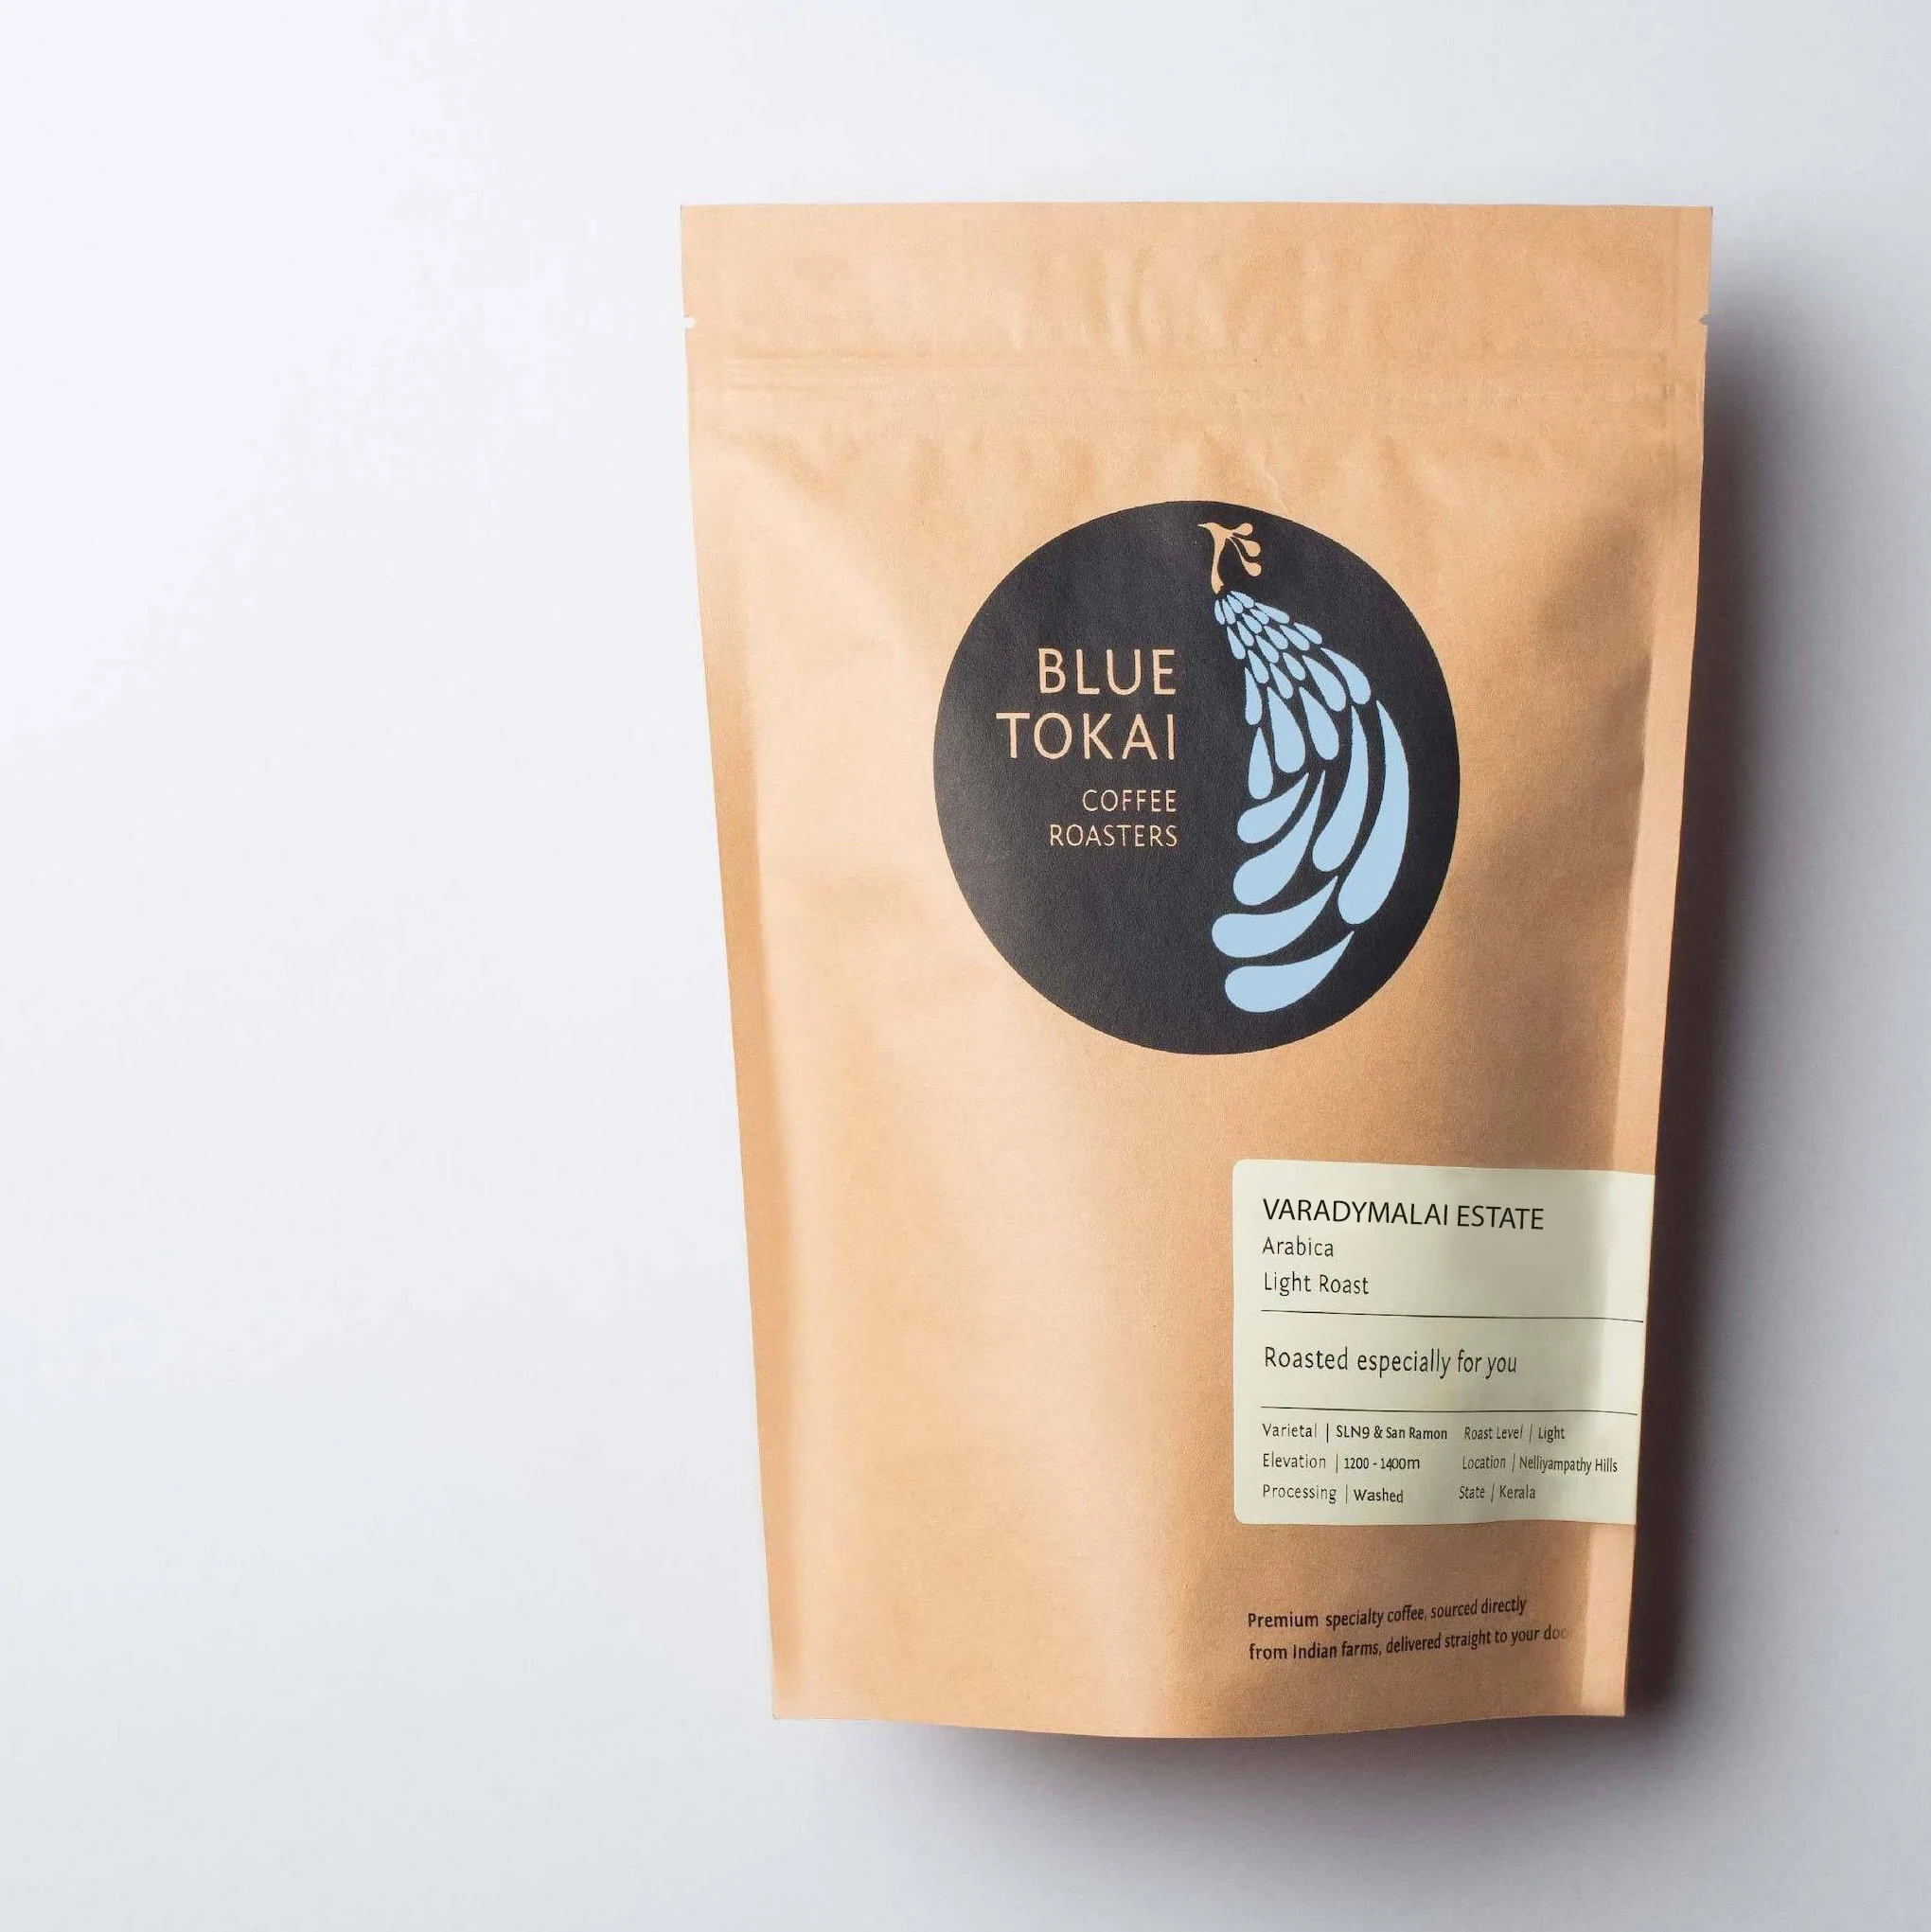 BLUE
TOKAI
COFFEE
ROASTERS
VARADYMALAI ESTATE
Arabica
Light Roast
Roasted especially for you
Varietal | SLN9 & San Ramon Roast Level | Light
Elevation | 1200 - 1400m Location | Nelliyampathy Hills
Processing | Washed State | Kerala
Premium specialty coffee, sourced directly
from Indian farms, delivered straight to your doo